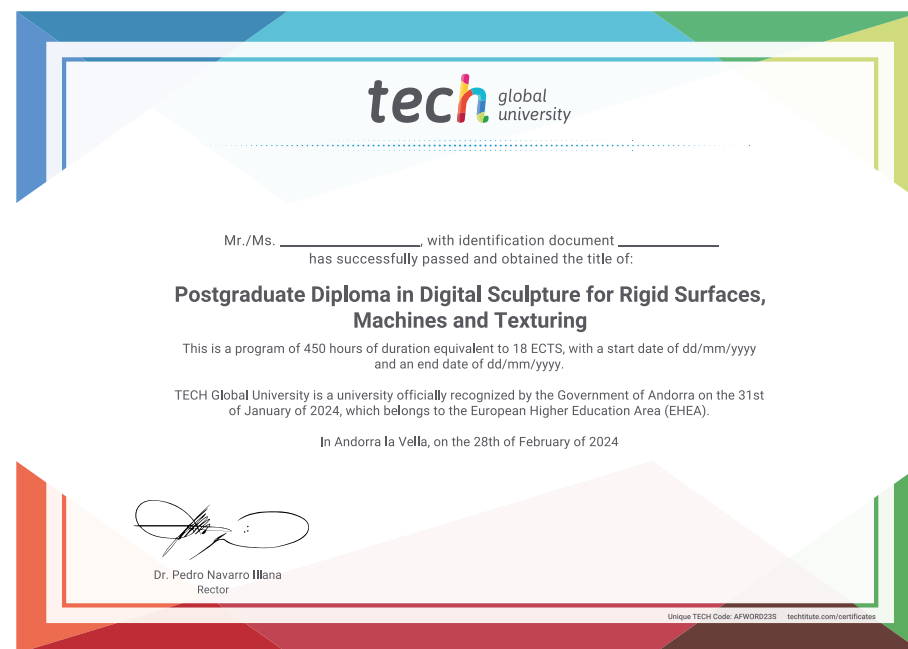 tech global
university
Mr./Ms. ____________________, with identification document ______________
has successfully passed and obtained the title of:
Postgraduate Diploma in Digital Sculpture for Rigid Surfaces,
Machines and Texturing
This is a program of 450 hours of duration equivalent to 18 ECTS, with a start date of dd/mm/yyyy
and an end date of dd/mm/yyyy.
TECH Global University is a university officially recognized by the Government of Andorra on the 31st
of January of 2024, which belongs to the European Higher Education Area (EHEA).
In Andorra la Vella, on the 28th of February of 2024
Dr. Pedro Navarro Illana
Rector
Unique TECH Code: AFWORD23S techtitute.com/certificates